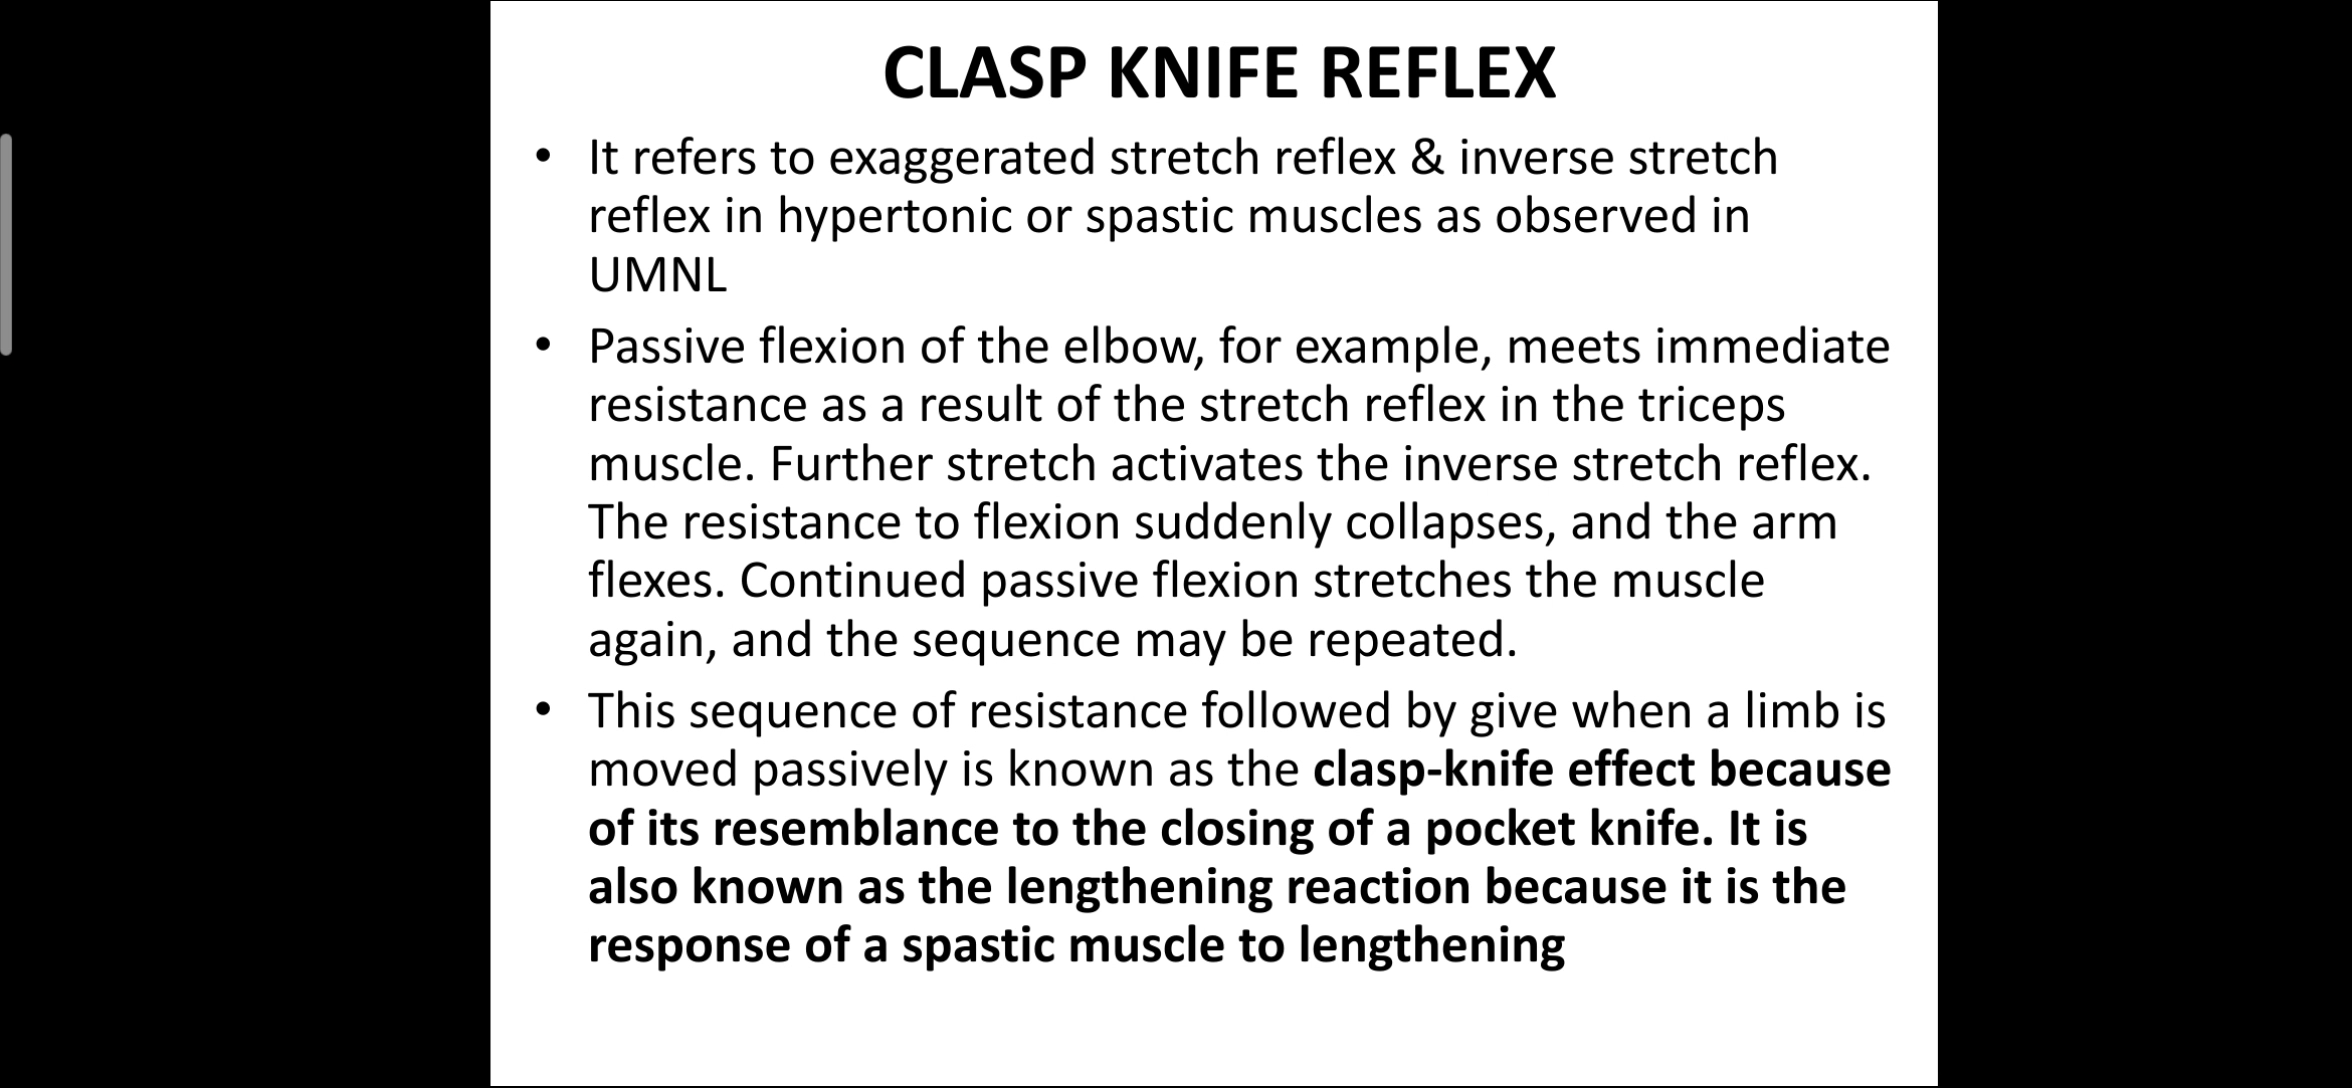 CLASP KNIFE REFLEX
• It refers to exaggerated stretch reflex & inverse stretch
reflex in hypertonic or spastic muscles as observed in
UMNL
• Passive flexion of the elbow, for example, meets immediate
resistance as a result of the stretch reflex in the triceps
muscle. Further stretch activates the inverse stretch reflex.
The resistance to flexion suddenly collapses, and the arm
flexes. Continued passive flexion stretches the muscle
again, and the sequence may be repeated.
• This sequence of resistance followed by give when a limb is
moved passively is known as the clasp-knife effect because
of its resemblance to the closing of a pocket knife. It is
also known as the lengthening reaction because it is the
response of a spastic muscle to lengthening